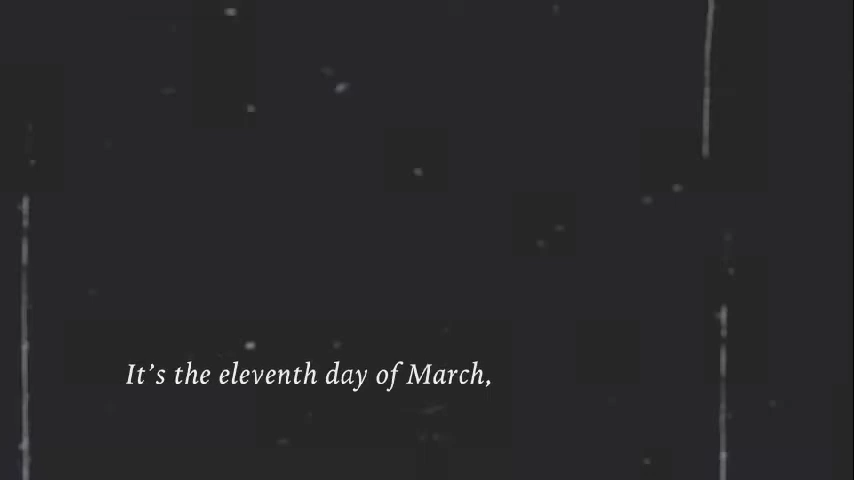 It’s the eleventh day of March,